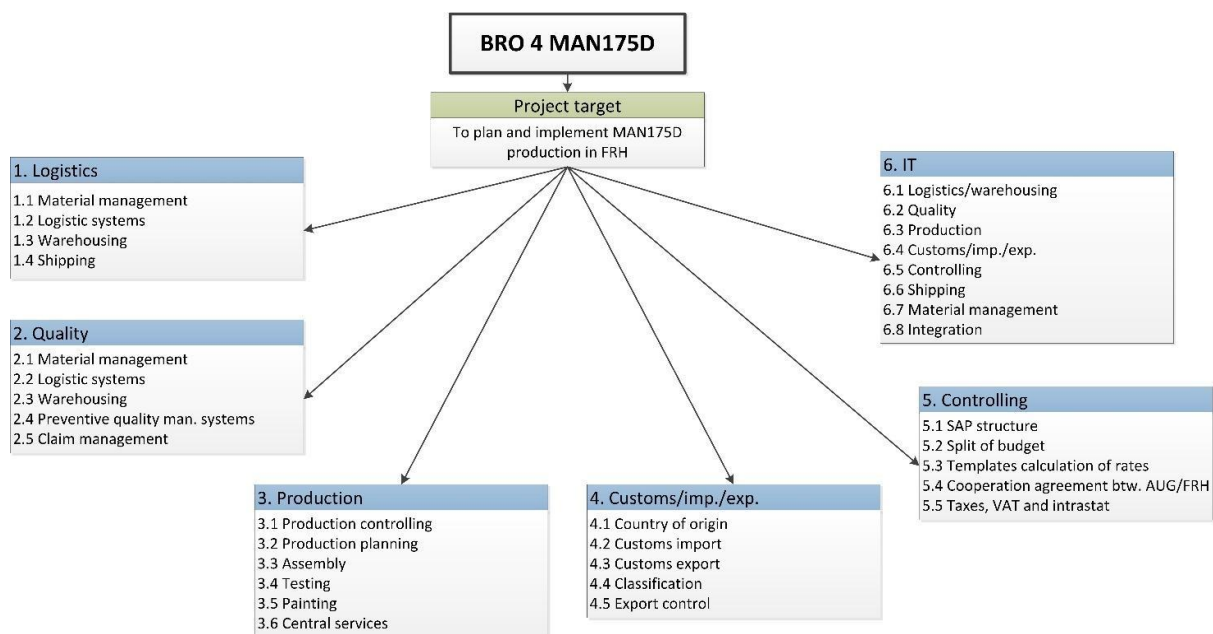 BRO 4 MAN175D
Project target
To plan and implement MAN175D
production in FRH
1. Logistics
1.1 Material management
1.2 Logistic systems
1.3 Warehousing
1.4 Shipping
2. Quality
2.1 Material management
2.2 Logistic systems
2.3 Warehousing
2.4 Preventive quality man. systems
2.5 Claim management
3. Production
3.1 Production controlling
3.2 Production planning
3.3 Assembly
3.4 Testing
3.5 Painting
3.6 Central services
4. Customs/imp./exp.
4.1 Country of origin
4.2 Customs import
4.3 Customs export
4.4 Classification
4.5 Export control
5. Controlling
5.1 SAP structure
5.2 Split of budget
5.3 Templates calculation of rates
5.4 Cooperation agreement btw. AUG/FRH
5.5 Taxes, VAT and intrastat
6. IT
6.1 Logistics/warehousing
6.2 Quality
6.3 Production
6.4 Customs/imp./exp.
6.5 Controlling
6.6 Shipping
6.7 Material management
6.8 Integration